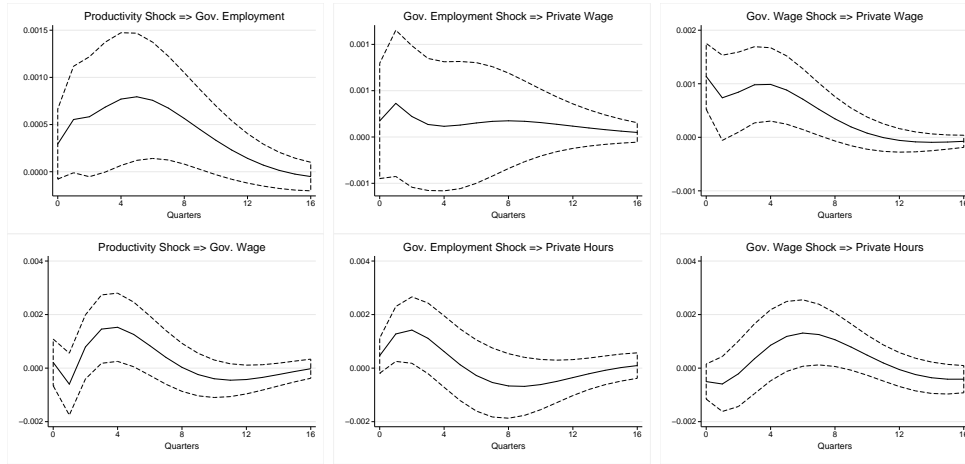 Productivity Shock => Gov. Employment
0.0015
0.0010
0.0005
0.0000
0 4 8 12 16
Quarters
Gov. Employment Shock => Private Wage
0.001
0.001
0.000
−0.001
0 4 8 12 16
Quarters
Gov. Wage Shock => Private Wage
0.002
0.001
0.000
−0.001
0 4 8 12 16
Quarters
Productivity Shock => Gov. Wage
0.004
0.002
0.000
−0.002
0 4 8 12 16
Quarters
Gov. Employment Shock => Private Hours
0.004
0.002
0.000
−0.002
0 4 8 12 16
Quarters
Gov. Wage Shock => Private Hours
0.004
0.002
0.000
−0.002
0 4 8 12 16
Quarters